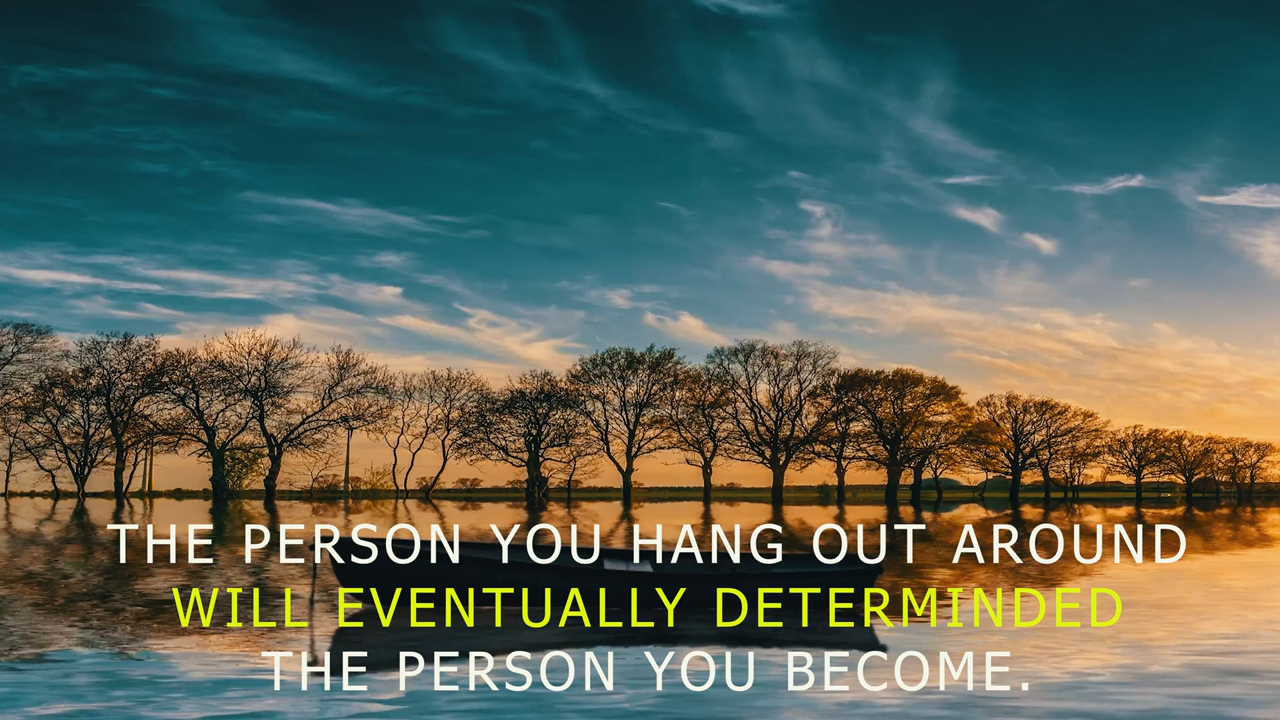 THE PERSON YOU HANG OUT AROUND
WILL EVENTUALLY DETERMINDED
THE PERSON YOU BECOME.